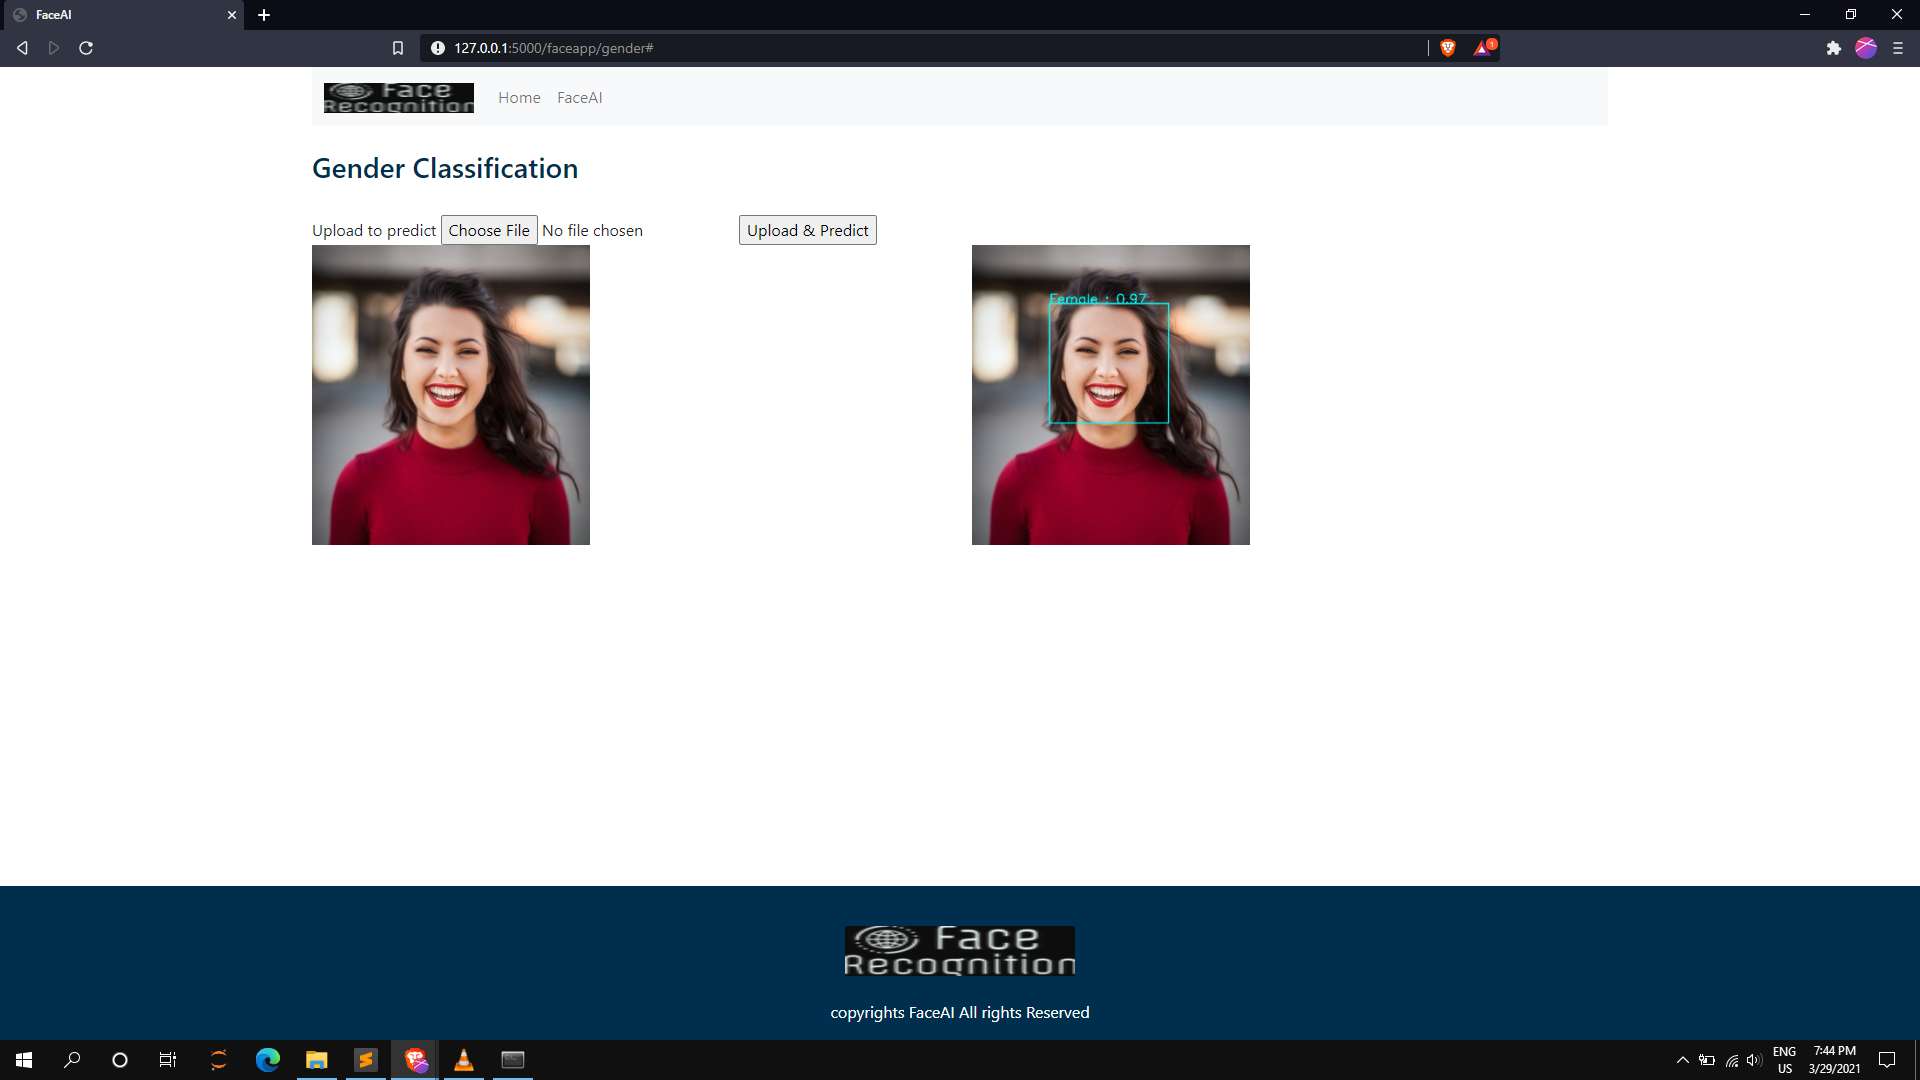 FaceAI
127.0.0.1:5000/faceapp/gender#
1
Face
Recognition
Home FaceAI
Gender Classification
Upload to predict Choose File No file chosen Upload & Predict
Female : 0.97
Face
Recognition
copyrights FaceAI All rights Reserved
ENG 7:44 PM
US 3/29/2021